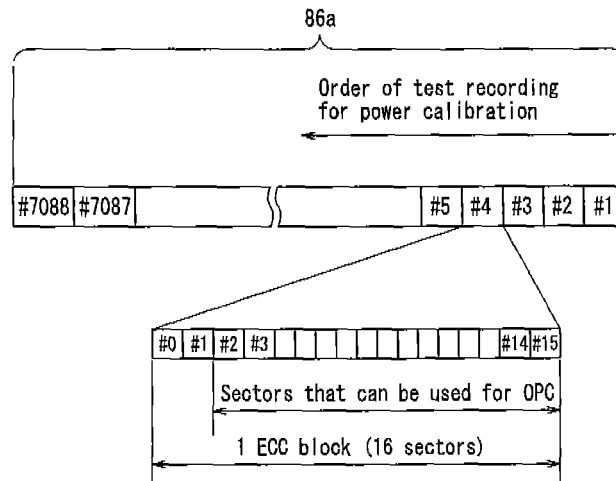 86a
Order of test recording
for power calibration
#7088 #7087 #5 #4 #3 #2 #1
#0 #1 #2 #3 #14 #15
Sectors that can be used for OPC
1 ECC block (16 sectors)